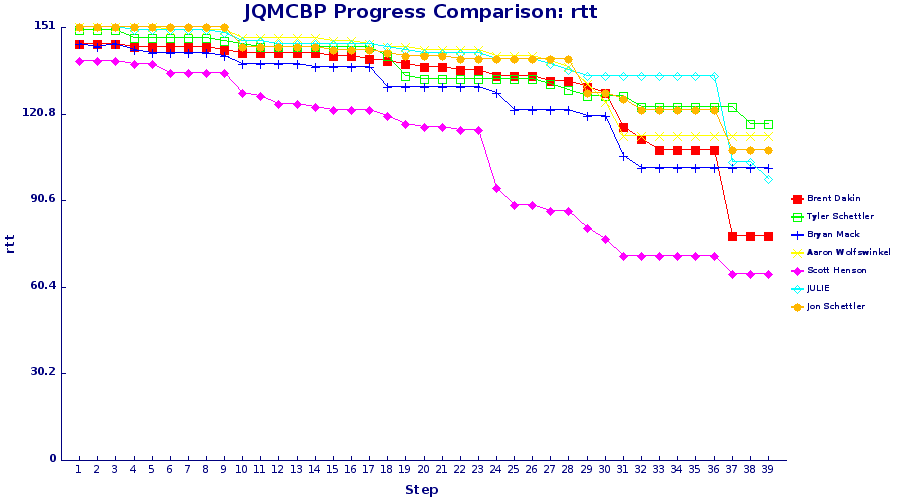 JQMCBP Progress Comparison: rtt
151
120.8
90.6
60.4
30.2
0
rtt
1 2 3 4 5 6 7 8 9 10 11 12 13 14 15 16 17 18 19 20 21 22 23 24 25 26 27 28 29 30 31 32 33 34 35 36 37 38 39
Step
Brent Dakin
Tyler Schettler
Bryan Mack
Aaron Wolfswinkel
Scott Henson
JULIE
Jon Schettler